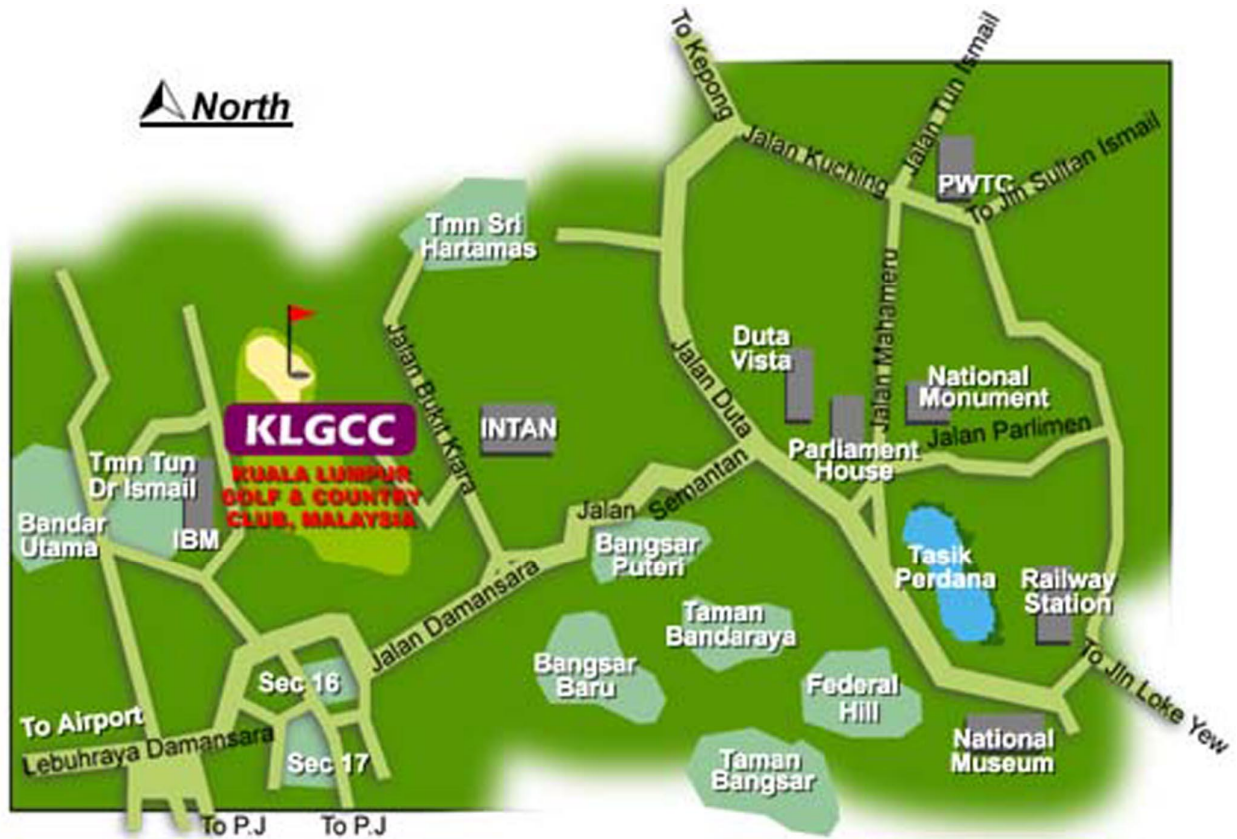 To Kepong
Jalan Tun Ismail
North
Jalan Kuching
PWTC
To Jln Sultan Ismail
Tmn Sri
Hartamas
Jalan Mahameru
Duta
Vista
Jalan Duta
National
Monument
Jalan Bukit Kiara
KLGCC
INTAN
Jalan Parlimen
Parliament
House
KUALA LUMPUR
GOLF & COUNTRY
CLUB, MALAYSIA
Tmn Tun
Dr Ismail
IBM
Bandar
Utama
Jalan Semantan
Bangsar
Puteri
Tasik
Perdana
Railway
Station
Jalan Damansara
Taman
Bandaraya
Bangsar
Baru
Federal
Hill
To Jln Loke Yew
Sec 16
To Airport
Lebuhraya Damansara
Sec 17
National
Museum
Taman
Bangsar
To P.J
To P.J